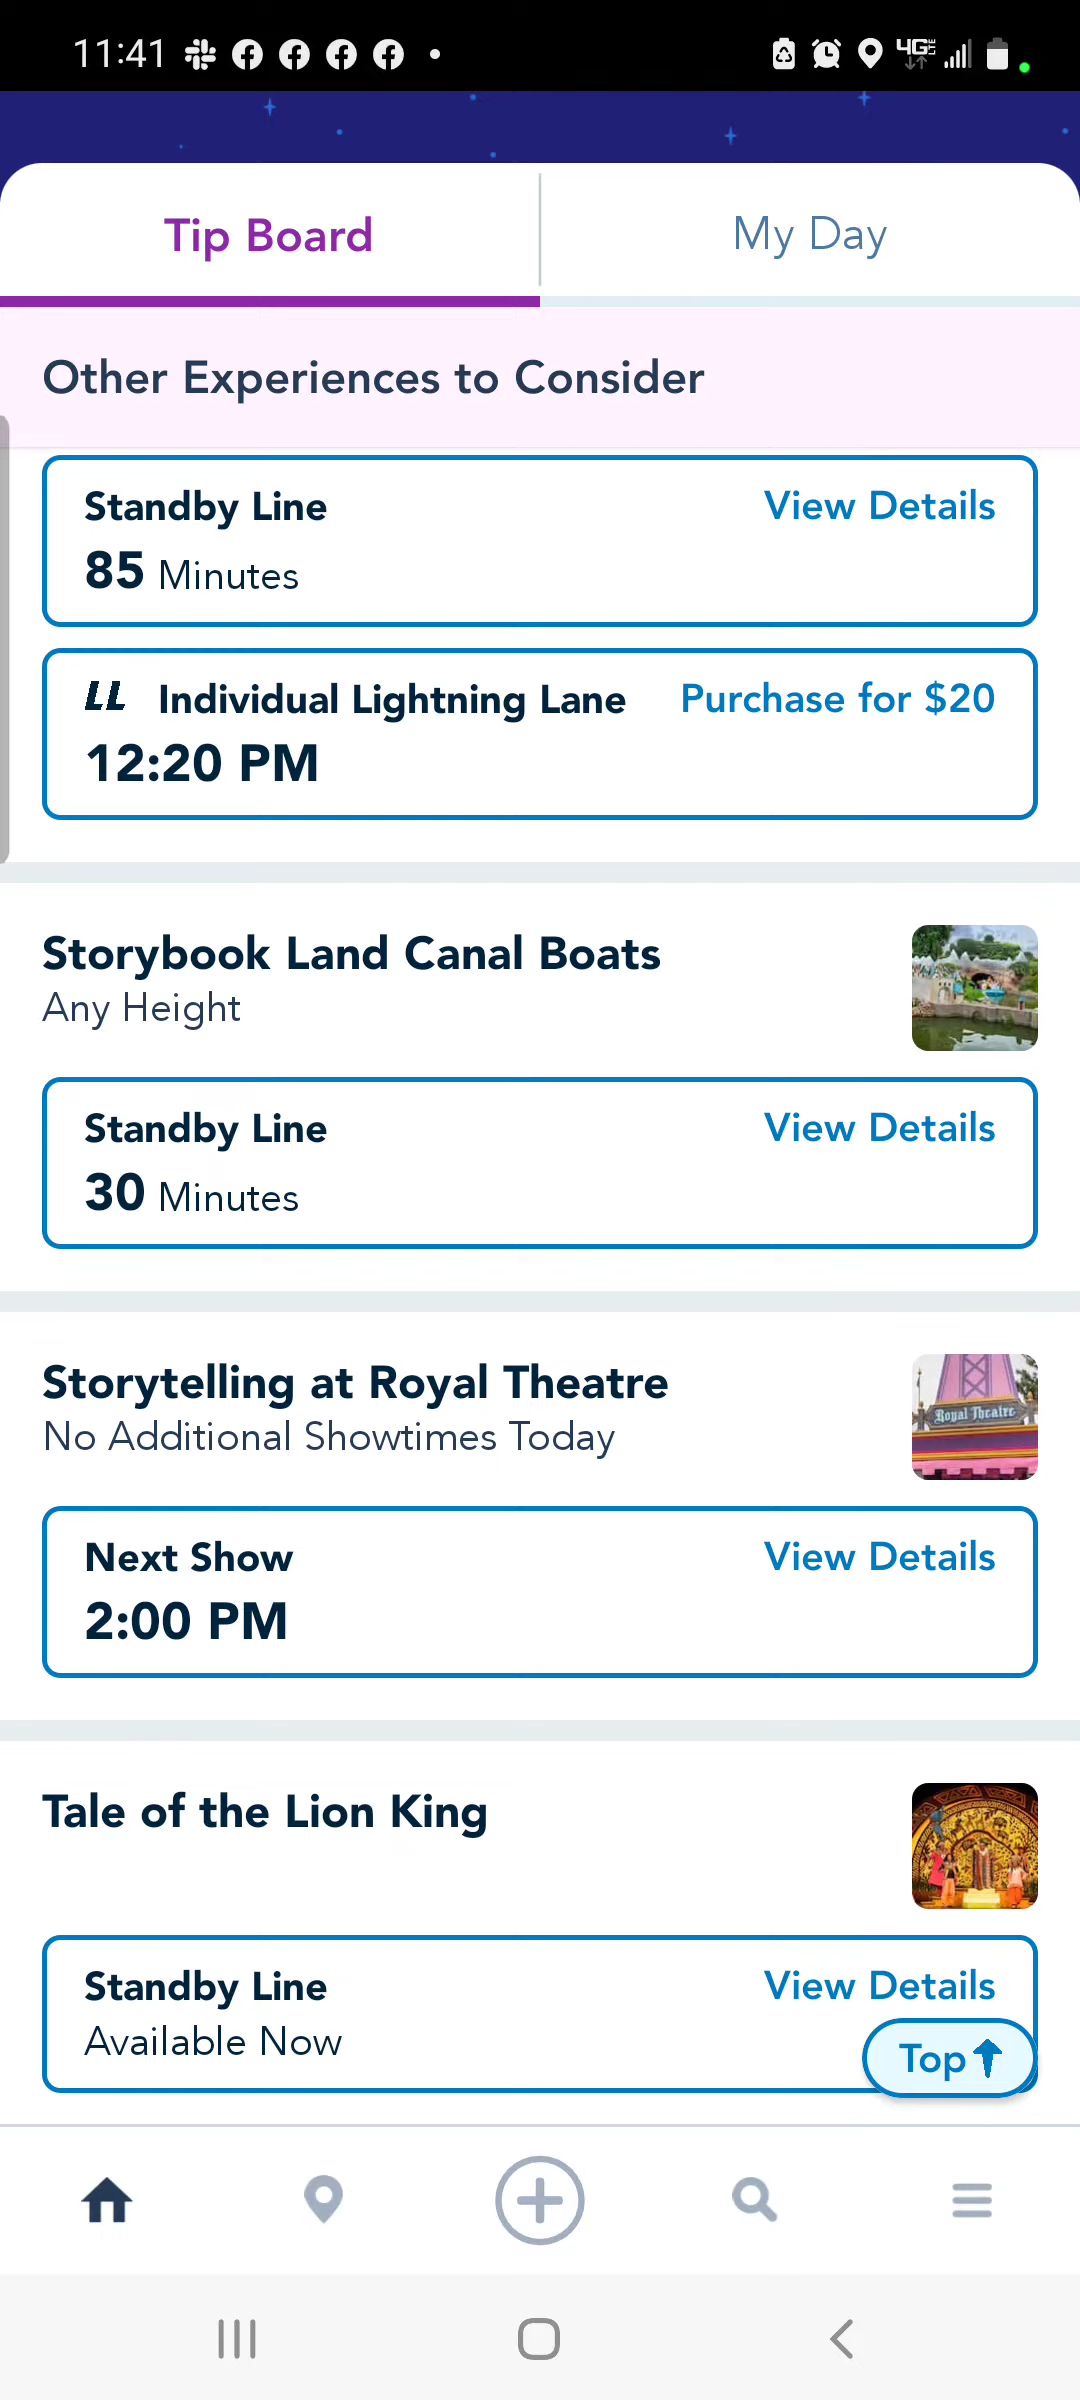 11:41
4G LTE
Tip Board
My Day
Other Experiences to Consider
Standby Line
View Details
85 Minutes
LL Individual Lightning Lane
Purchase for $20
12:20 PM
Storybook Land Canal Boats
Any Height
Standby Line
View Details
30 Minutes
Storytelling at Royal Theatre
No Additional Showtimes Today
Royal Theatre
Next Show
View Details
2:00 PM
Tale of the Lion King
Standby Line
View Details
Available Now
Top